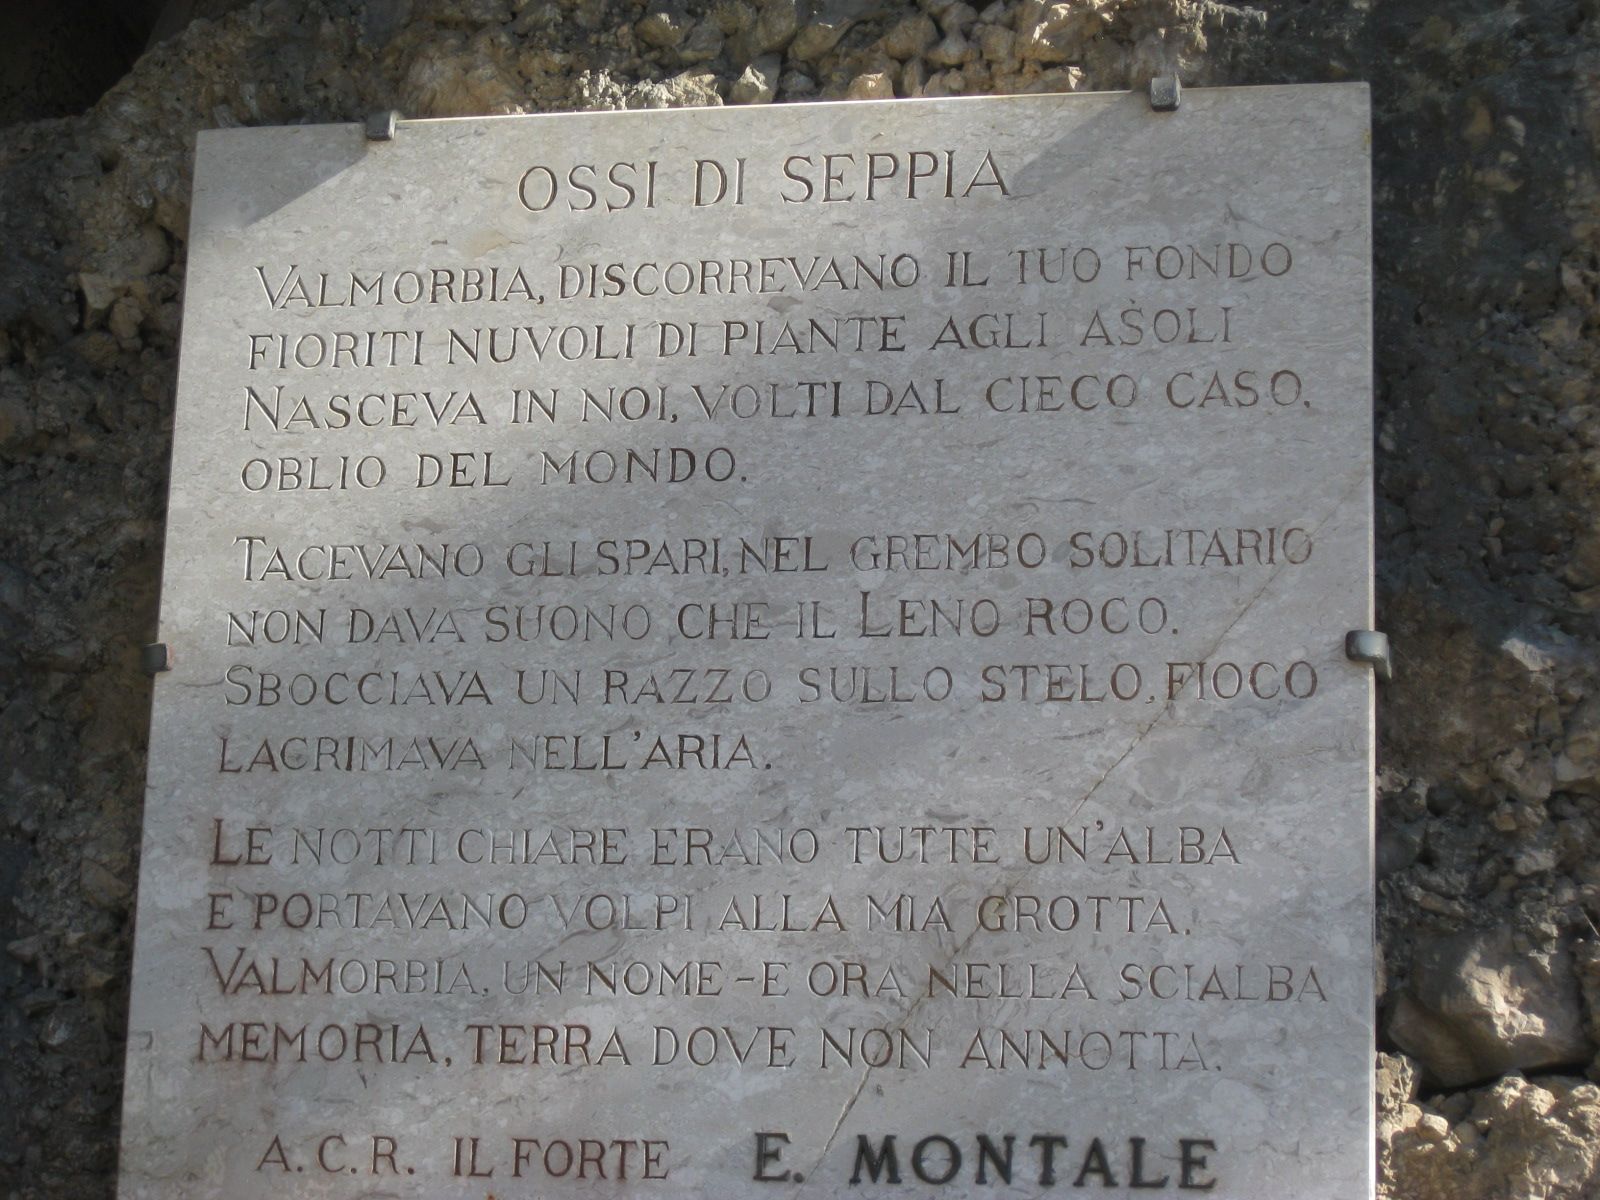 OSSI DI SEPPIA
VALMORBIA, DISCORREVANO IL TUO FONDO
FIORITI NUVOLI DI PIANTE AGLI ASOLI
NASCEVA IN NOI, VOLTI DAL CIECO CASO,
OBLIO DEL MONDO.
TACEVANO GLI SPARI, NEL GREMBO SOLITARIO
NON DAVA SUONO CHE IL LENO ROCO.
SBOCCIAVA UN RAZZO SULLO STELO, FIOCO
LACRIMAVA NELL'ARIA.
LE NOTTI CHIARE ERANO TUTTE UN'ALBA
E PORTAVANO VOLPI ALLA MIA GROTTA.
VALMORBIA, UN NOME - E ORA NELLA SCIALBA
MEMORIA, TERRA DOVE NON ANNOTTA.
A.C.R. IL FORTE E. MONTALE